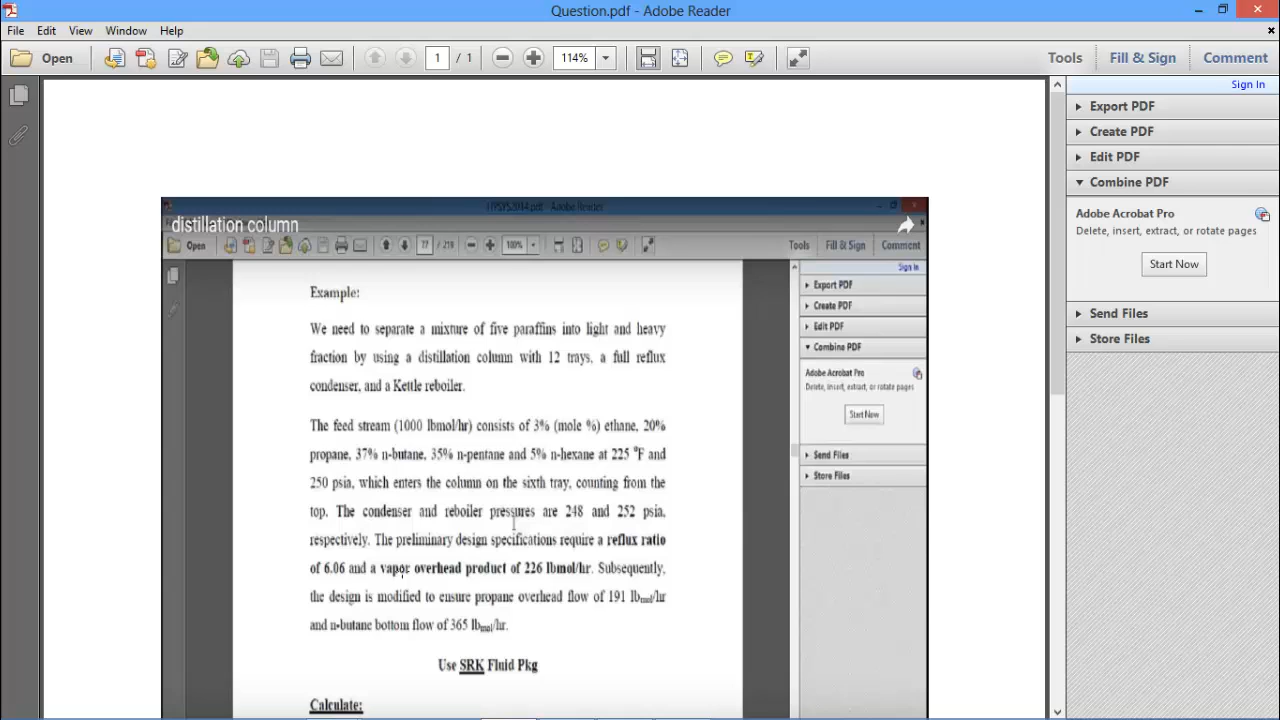 Question.pdf - Adobe Reader
File Edit View Window Help
Open 1 / 1 114% Tools Fill & Sign Comment
Sign In
Export PDF
Create PDF
Edit PDF
Combine PDF
Adobe Acrobat Pro
Delete, insert, extract, or rotate pages
Start Now
Send Files
Store Files
HYSYS2014.pdf - Adobe Reader
distillation column
Open 77 / 218 100% Tools Fill & Sign Comment
Sign In
Export PDF
Create PDF
Edit PDF
Combine PDF
Adobe Acrobat Pro
Delete, insert, extract, or rotate pages
Start Now
Send Files
Store Files
Example:
We need to separate a mixture of five paraffins into light and heavy
fraction by using a distillation column with 12 trays, a full reflux
condenser, and a Kettle reboiler.
The feed stream (1000 lbmol/hr) consists of 3% (mole %) ethane, 20%
propane, 37% n-butane, 35% n-pentane and 5% n-hexane at 225 °F and
250 psia, which enters the column on the sixth tray, counting from the
top. The condenser and reboiler pressures are 248 and 252 psia,
respectively. The preliminary design specifications require a reflux ratio
of 6.06 and a vapor overhead product of 226 lbmol/hr. Subsequently,
the design is modified to ensure propane overhead flow of 191 lbmol/hr
and n-butane bottom flow of 365 lbmol/hr.
Use SRK Fluid Pkg
Calculate: